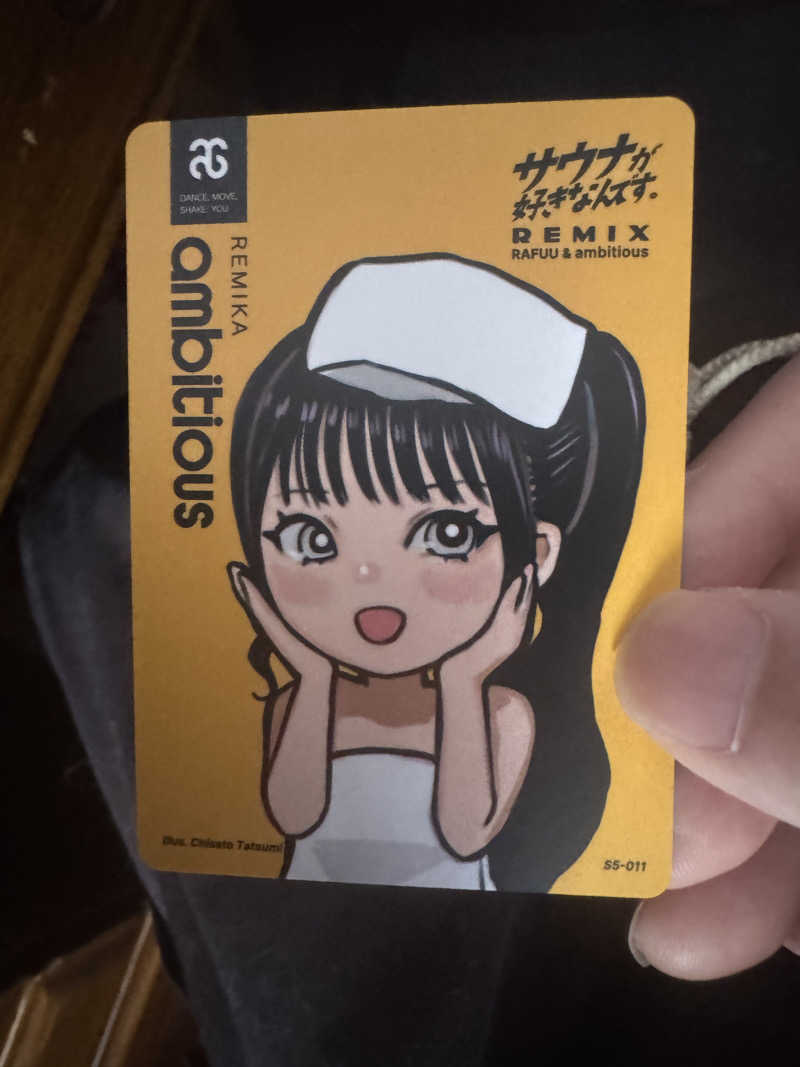 DANCE, MOVE,
SHAKE: YOU
REMIKA
ambitious
サウナが
好きなんです。
REMIX
RAFUU & ambitious
Illus. Chisato Tatsumi
S5-011